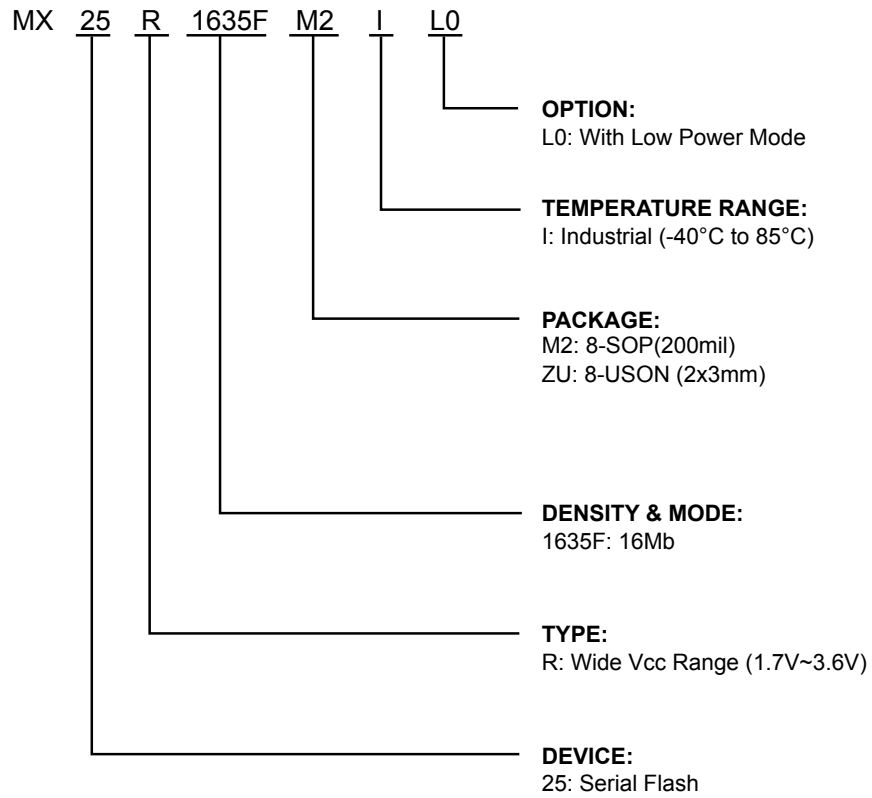 MX 25 R 1635F M2 I L0
OPTION:
L0: With Low Power Mode
TEMPERATURE RANGE:
I: Industrial (-40°C to 85°C)
PACKAGE:
M2: 8-SOP(200mil)
ZU: 8-USON (2x3mm)
DENSITY & MODE:
1635F: 16Mb
TYPE:
R: Wide Vcc Range (1.7V~3.6V)
DEVICE:
25: Serial Flash